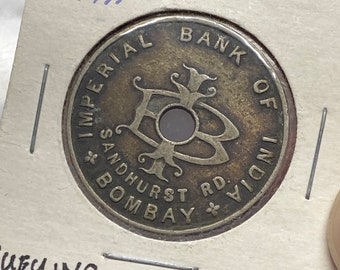 IMPERIAL BANK OF INDIA
SANDHURST RD.
BOMBAY